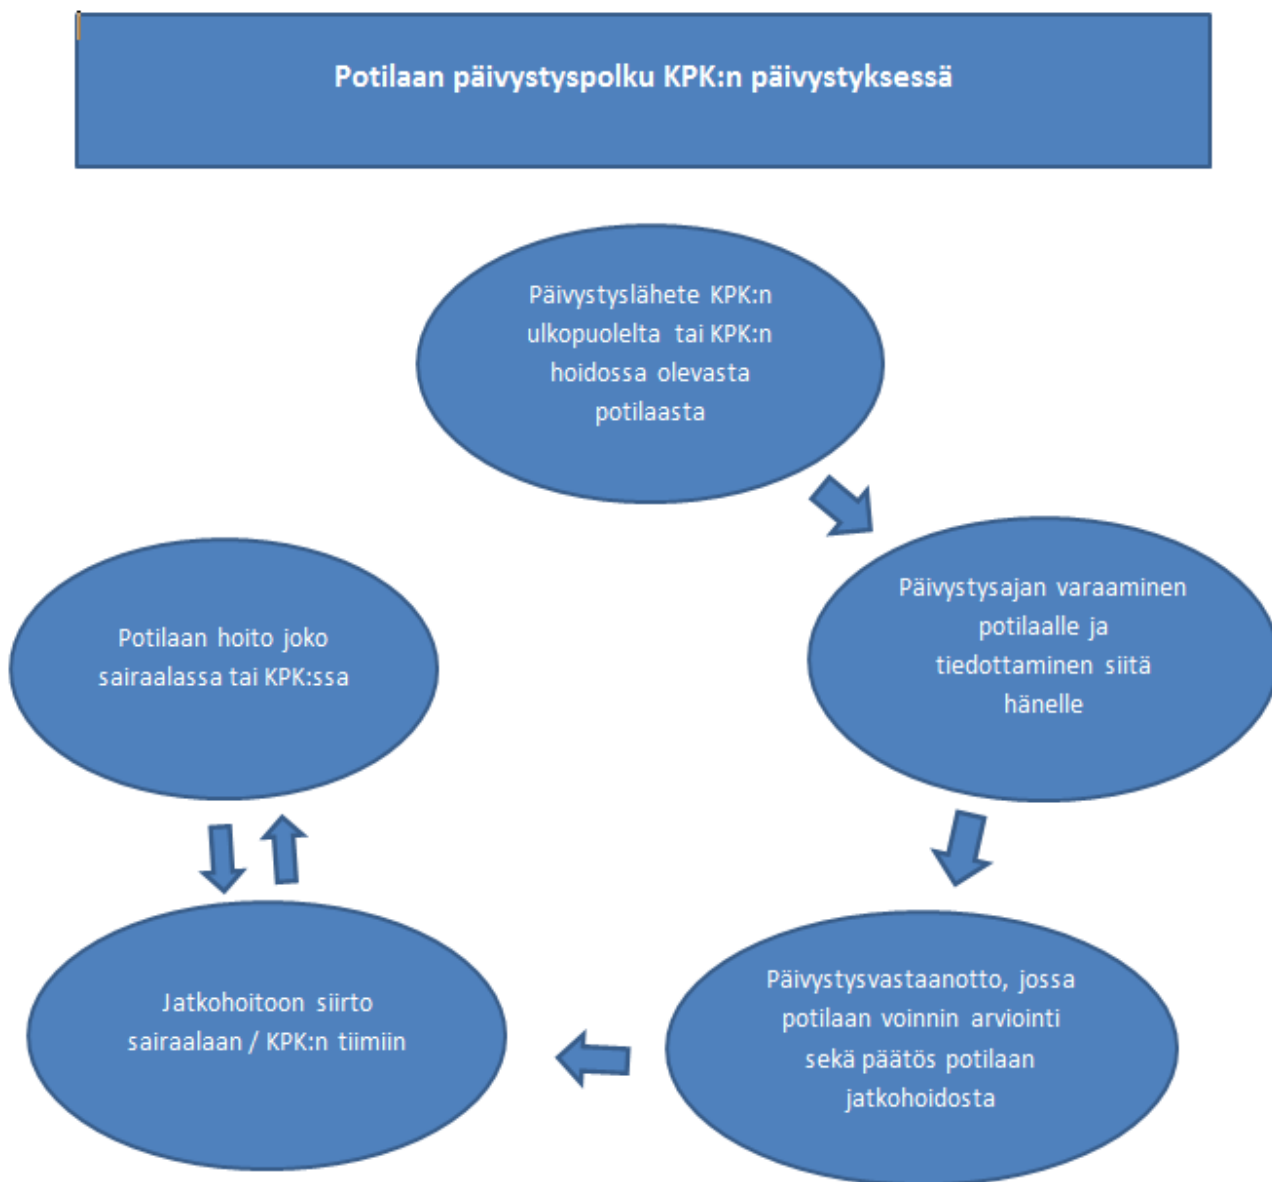 Potilaan päivystyspolku KPK:n päivystyksessä
Päivystyslähete KPK:n
ulkopuolelta tai KPK:n
hoidossa olevasta
potilaasta
Päivystysajan varaaminen
potilaalle ja
tiedottaminen siitä
hänelle
Päivystysvastaanotto, jossa
potilaan voinnin arviointi
sekä päätös potilaan
jatkohoidosta
Jatkohoitoon siirto
sairaalaan / KPK:n tiimiin
Potilaan hoito joko
sairaalassa tai KPK:ssa